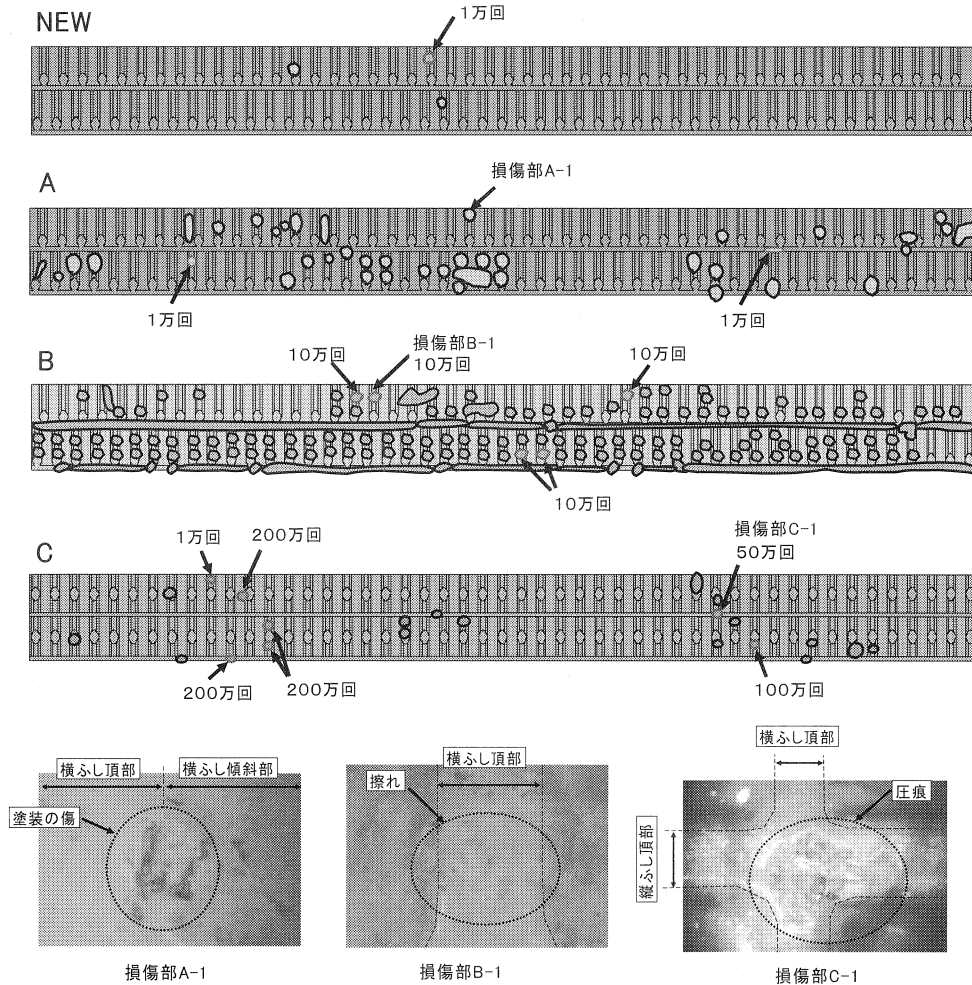 NEW
1万回
A
損傷部A-1
1万回
1万回
B
10万回
損傷部B-1
10万回
10万回
10万回
C
1万回
200万回
損傷部C-1
50万回
200万回
200万回
100万回
横ふし頂部
横ふし傾斜部
塗装の傷
損傷部A-1
横ふし頂部
擦れ
損傷部B-1
横ふし頂部
圧痕
縦ふし頂部
損傷部C-1